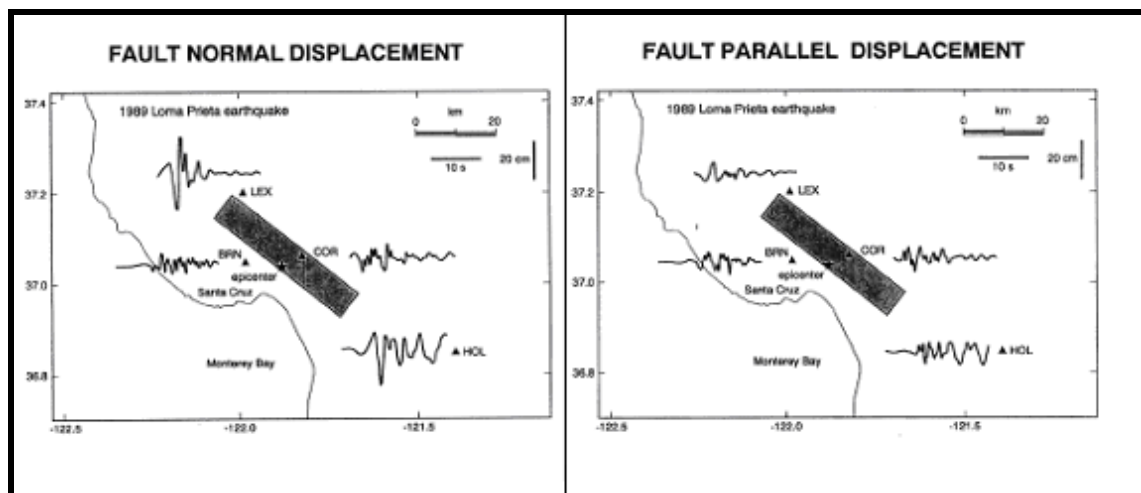 FAULT NORMAL DISPLACEMENT
37.4
1989 Loma Prieta earthquake
km
0 20
10 s
20 cm
37.2
LEX
BRN
COR
epicenter
37.0
Santa Cruz
Monterey Bay
HOL
36.8
-122.5 -122.0 -121.5
FAULT PARALLEL DISPLACEMENT
37.4
1989 Loma Prieta earthquake
km
0 20
10 s
20 cm
37.2
LEX
BRN
COR
epicenter
37.0
Santa Cruz
Monterey Bay
HOL
36.8
-122.5 -122.0 -121.5